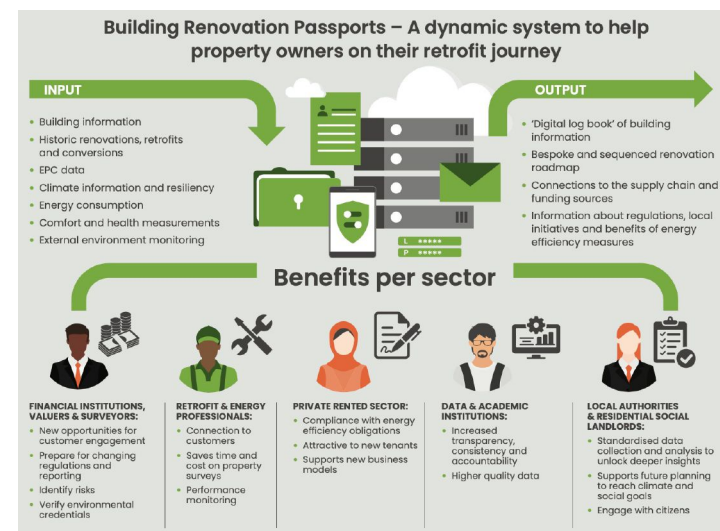 Building Renovation Passports – A dynamic system to help
property owners on their retrofit journey
INPUT
• Building information
• Historic renovations, retrofits
and conversions
• EPC data
• Climate information and resiliency
• Energy consumption
• Comfort and health measurements
• External environment monitoring
OUTPUT
• 'Digital log book' of building
information
• Bespoke and sequenced renovation
roadmap
• Connections to the supply chain and
funding sources
• Information about regulations, local
initiatives and benefits of energy
efficiency measures
L •••••
P •••••
Benefits per sector
FINANCIAL INSTITUTIONS,
VALUERS & SURVEYORS:
• New opportunities for
customer engagement
• Prepare for changing
regulations and
reporting
• Identify risks
• Verify environmental
credentials
RETROFIT & ENERGY
PROFESSIONALS:
• Connection to
customers
• Saves time and
cost on property
surveys
• Performance
monitoring
PRIVATE RENTED SECTOR:
• Compliance with energy
efficiency obligations
• Attractive to new tenants
• Supports new business
models
DATA & ACADEMIC
INSTITUTIONS:
• Increased
transparency,
consistency and
accountability
• Higher quality data
LOCAL AUTHORITIES
& RESIDENTIAL SOCIAL
LANDLORDS:
• Standardised data
collection and analysis to
unlock deeper insights
• Supports future planning
to reach climate and
social goals
• Engage with citizens